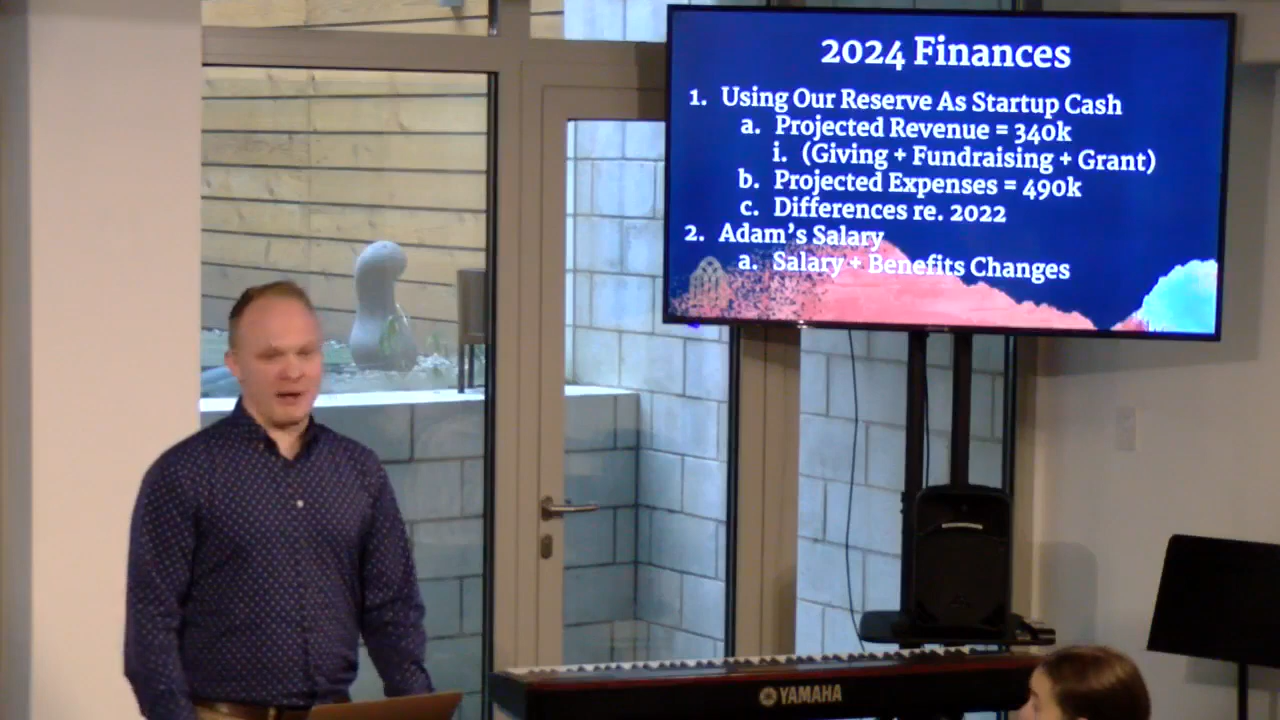 2024 Finances
1. Using Our Reserve As Startup Cash
a. Projected Revenue = 340k
i. (Giving + Fundraising + Grant)
b. Projected Expenses = 490k
c. Differences re. 2022
2. Adam's Salary
a. Salary + Benefits Changes
YAMAHA